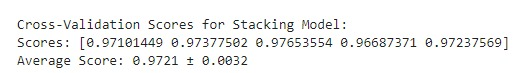 Cross-Validation Scores for Stacking Model:
Scores: [0.97101449 0.97377502 0.97653554 0.96687371 0.97237569]
Average Score: 0.9721 ± 0.0032